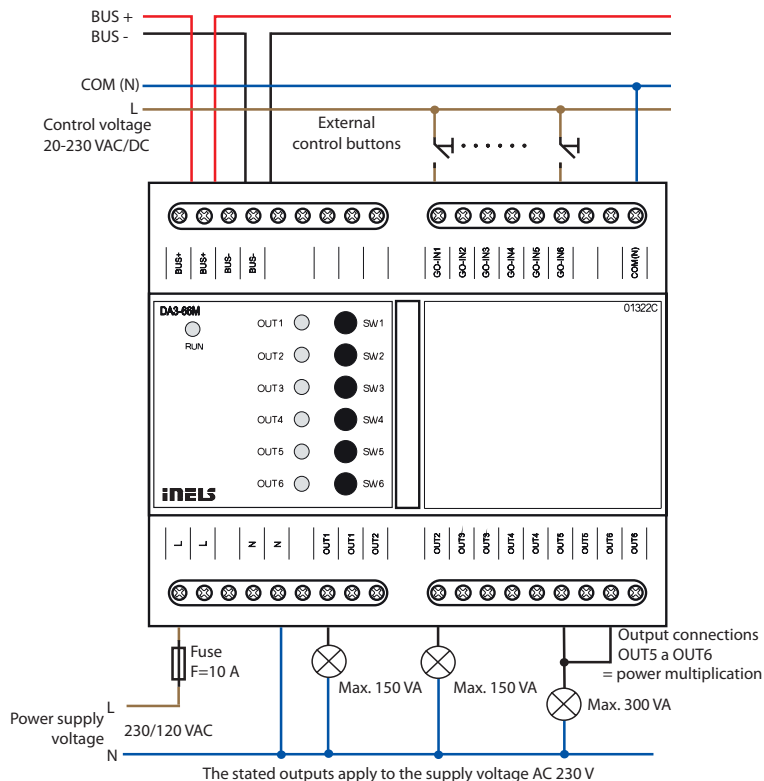 BUS +
BUS -
COM (N)
L
Control voltage
20-230 VAC/DC
External
control buttons
BUS+ BUS+ BUS- BUS-
GO-IN1 GO-IN2 GO-IN3 GO-IN4 GO-IN5 GO-IN6 COM(N)
DA3-66M
01322C
RUN
OUT1 SW1
OUT2 SW2
OUT3 SW3
OUT4 SW4
OUT5 SW5
OUT6 SW6
iNELS
L L N N OUT1 OUT1 OUT2
OUT2 OUT3 OUT3 OUT4 OUT4 OUT5 OUT5 OUT6 OUT6
Fuse
F=10 A
Max. 150 VA
Max. 150 VA
Output connections
OUT5 a OUT6
= power multiplication
Max. 300 VA
L
Power supply
voltage
230/120 VAC
N
The stated outputs apply to the supply voltage AC 230 V